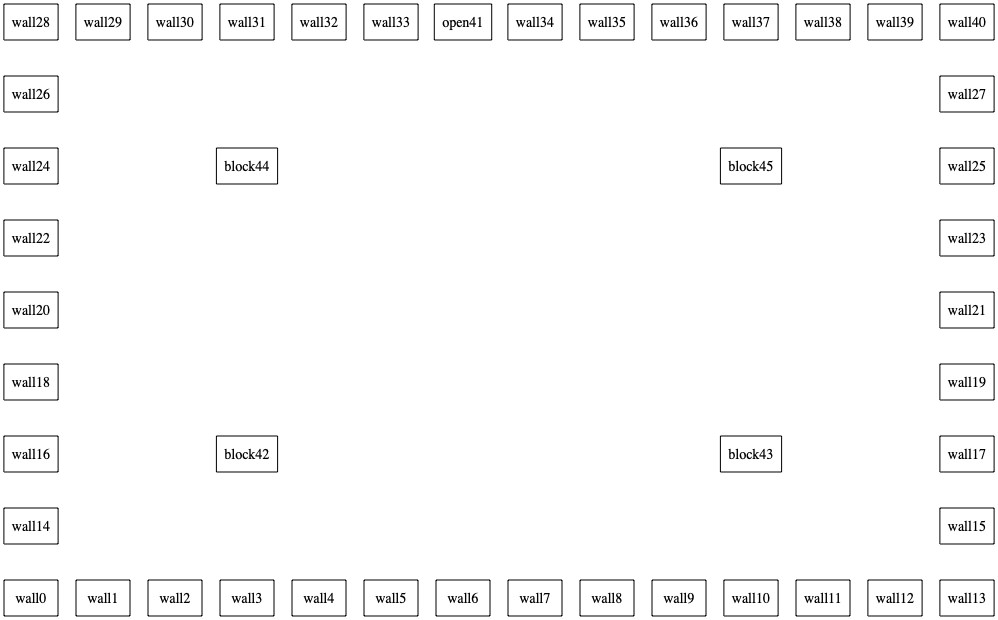 wall28 wall29 wall30 wall31 wall32 wall33 open41 wall34 wall35 wall36 wall37 wall38 wall39 wall40
wall26 wall27
wall24 block44 block45 wall25
wall22 wall23
wall20 wall21
wall18 wall19
wall16 block42 block43 wall17
wall14 wall15
wall0 wall1 wall2 wall3 wall4 wall5 wall6 wall7 wall8 wall9 wall10 wall11 wall12 wall13